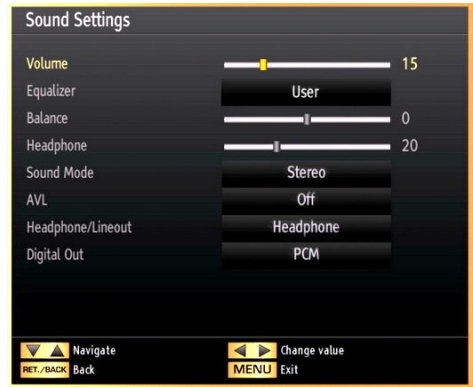 Sound Settings
Volume 15
Equalizer User
Balance 0
Headphone 20
Sound Mode Stereo
AVL Off
Headphone/Lineout Headphone
Digital Out PCM
Navigate Change value
RET./BACK Back MENU Exit